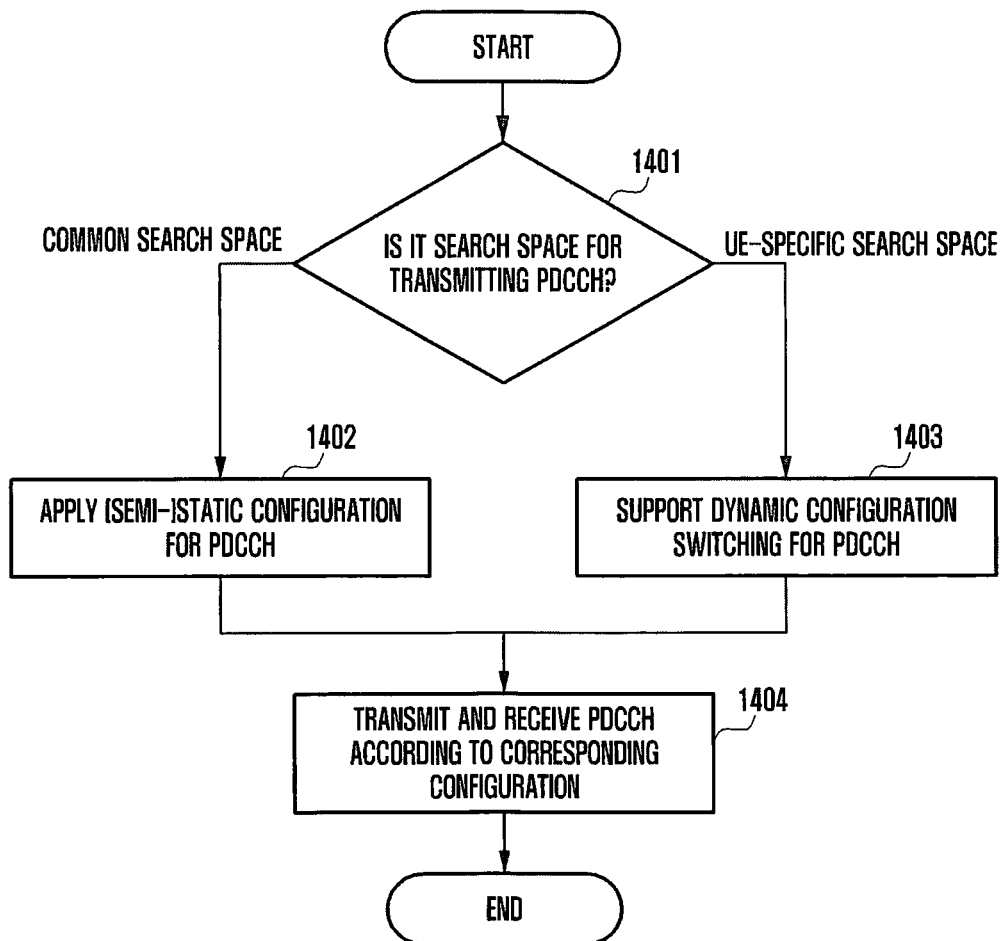 START
1401
COMMON SEARCH SPACE
IS IT SEARCH SPACE FOR
TRANSMITTING PDCCH?
UE-SPECIFIC SEARCH SPACE
1402
APPLY (SEMI-)STATIC CONFIGURATION
FOR PDCCH
1403
SUPPORT DYNAMIC CONFIGURATION
SWITCHING FOR PDCCH
1404
TRANSMIT AND RECEIVE PDCCH
ACCORDING TO CORRESPONDING
CONFIGURATION
END